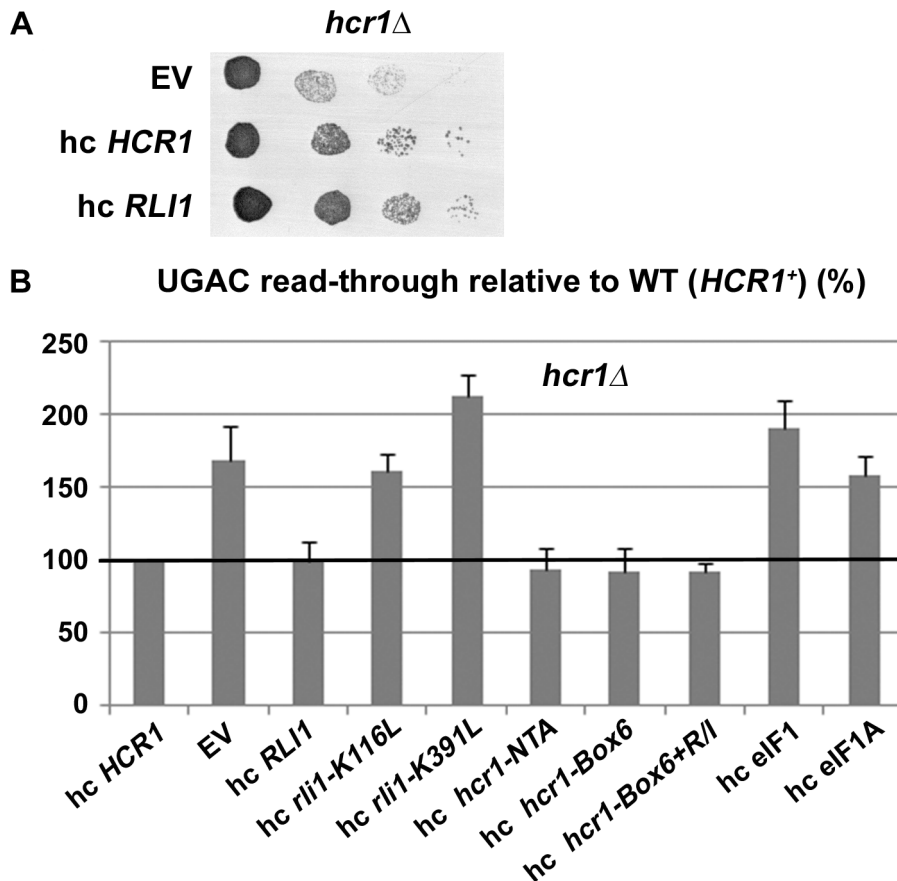 A
hcr1Δ
EV
hc HCR1
hc RLI1
B UGAC read-through relative to WT (HCR1⁺) (%)
250
hcr1Δ
200
150
100
50
0
hc HCR1
EV
hc RLI1
hc rli1-K116L
hc rli1-K391L
hc hcr1-NTA
hc hcr1-Box6
hc hcr1-Box6+R/I
hc eIF1
hc eIF1A